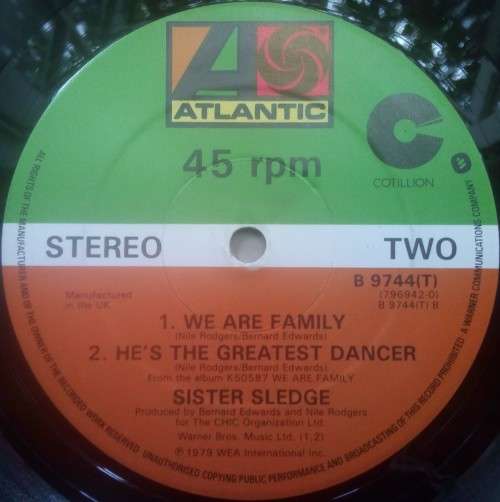 ATLANTIC
45 rpm
COTILLION
STEREO
TWO
B 9744(T)
(796942-0)
B 9744(T) B
Manufactured
in the UK
1. WE ARE FAMILY
(Nile Rodgers/Bernard Edwards)
2. HE'S THE GREATEST DANCER
(Nile Rodgers/Bernard Edwards)
From the album K50587 WE ARE FAMILY
SISTER SLEDGE
Produced by Bernard Edwards and Nile Rodgers
for The CHIC Organization Ltd.
Warner Bros. Music Ltd. (1,2)
℗ 1979 WEA International Inc.
ALL RIGHTS OF THE MANUFACTURER AND OF THE OWNER OF THE RECORDED WORK RESERVED. UNAUTHORISED COPYING PUBLIC PERFORMANCE AND BROADCASTING OF THIS RECORD PROHIBITED. A WARNER COMMUNICATIONS COMPANY